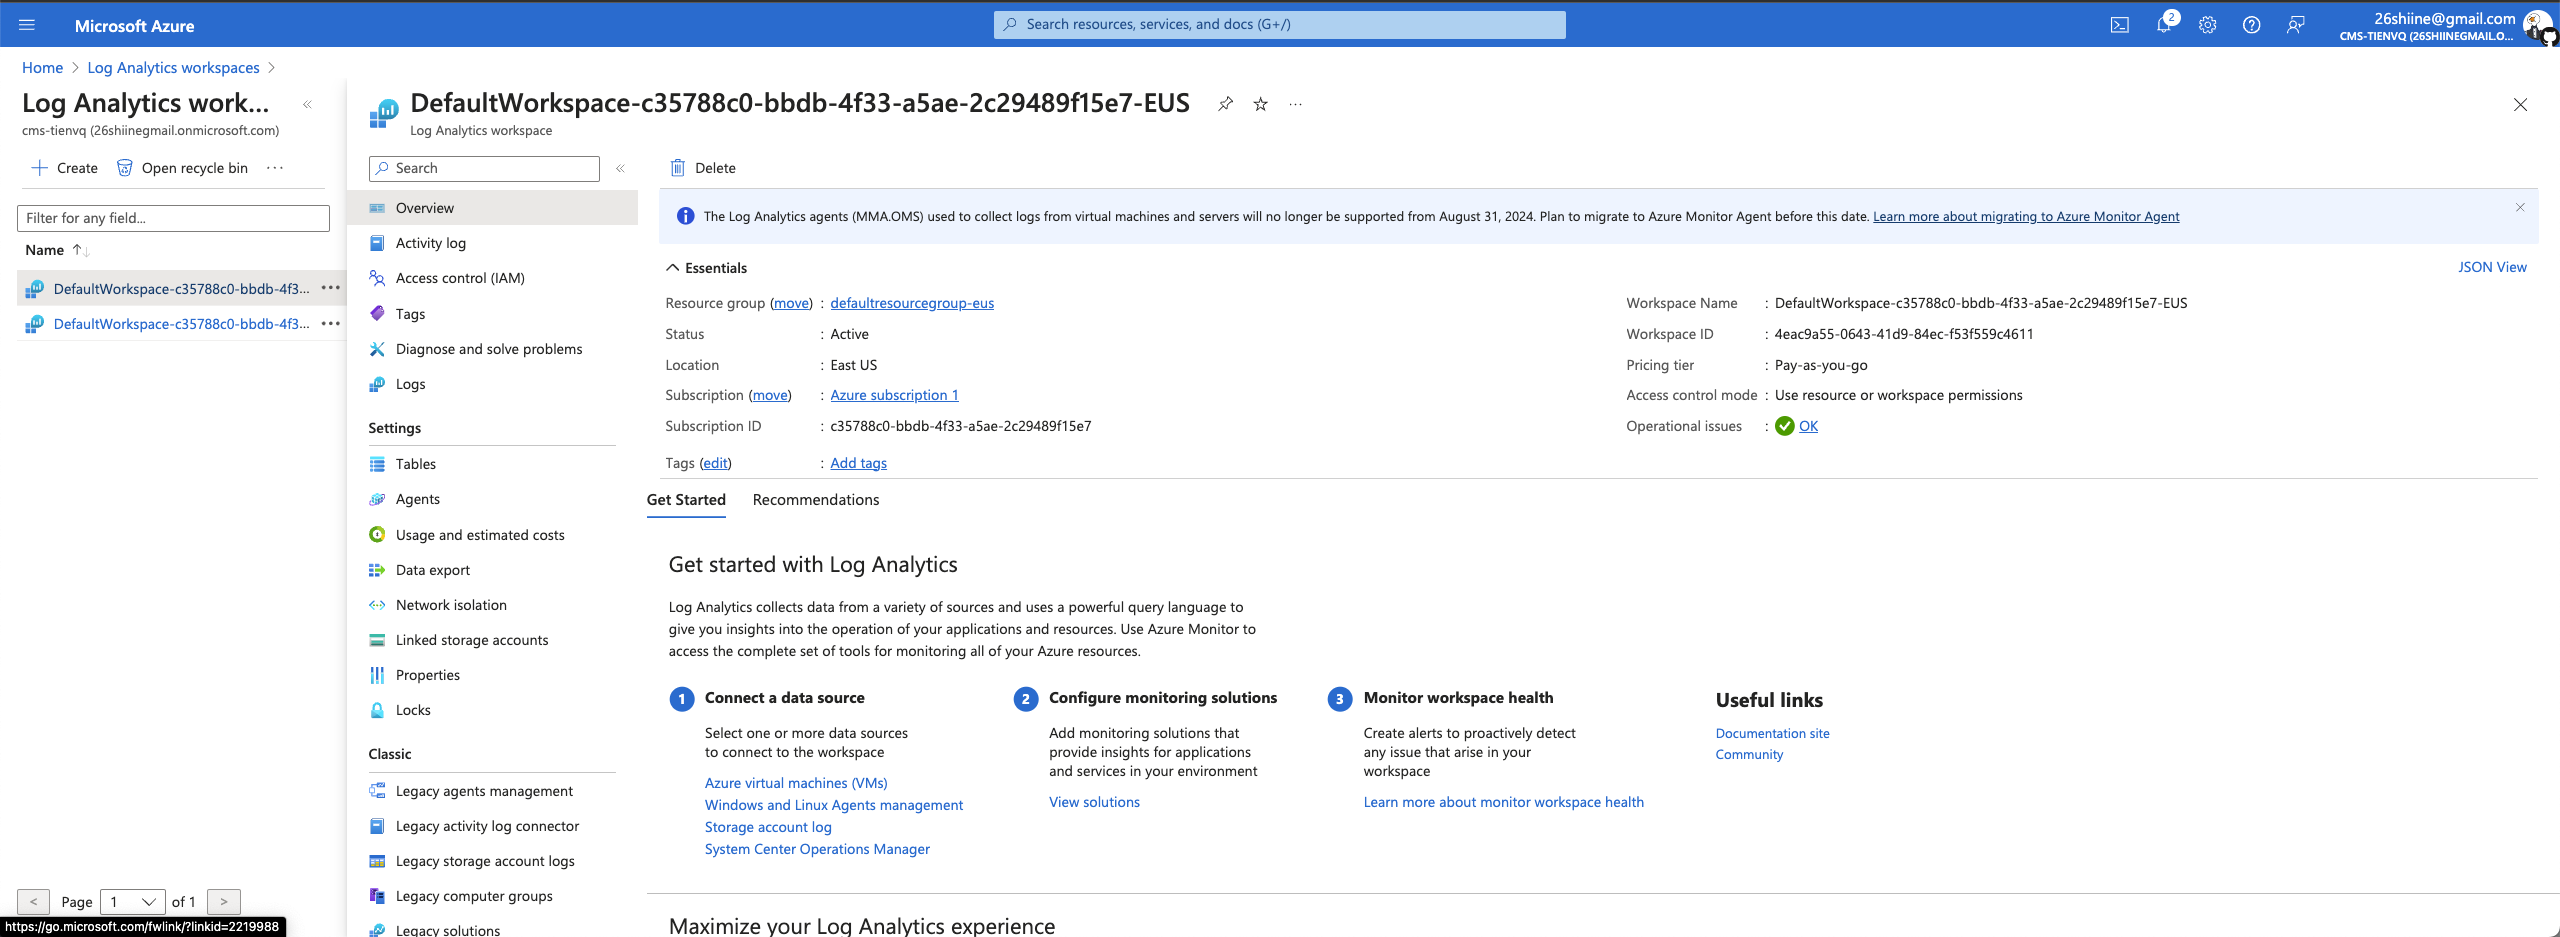 Microsoft Azure
Search resources, services, and docs (G+/)
2
26shiine@gmail.com
CMS-TIENVQ (26SHIINEGMAIL.O...
Home > Log Analytics workspaces >
Log Analytics work...
cms-tienvq (26shiinegmail.onmicrosoft.com)
Create
Open recycle bin
...
Filter for any field...
Name
DefaultWorkspace-c35788c0-bbdb-4f3...
DefaultWorkspace-c35788c0-bbdb-4f3...
< Page 1 of 1 >
https://go.microsoft.com/fwlink/?linkid=2219988
DefaultWorkspace-c35788c0-bbdb-4f33-a5ae-2c29489f15e7-EUS
Log Analytics workspace
Search
Overview
Activity log
Access control (IAM)
Tags
Diagnose and solve problems
Logs
Settings
Tables
Agents
Usage and estimated costs
Data export
Network isolation
Linked storage accounts
Properties
Locks
Classic
Legacy agents management
Legacy activity log connector
Legacy storage account logs
Legacy computer groups
Legacy solutions
Delete
The Log Analytics agents (MMA.OMS) used to collect logs from virtual machines and servers will no longer be supported from August 31, 2024. Plan to migrate to Azure Monitor Agent before this date. Learn more about migrating to Azure Monitor Agent
Essentials
JSON View
Resource group (move) : defaultresourcegroup-eus
Status : Active
Location : East US
Subscription (move) : Azure subscription 1
Subscription ID : c35788c0-bbdb-4f33-a5ae-2c29489f15e7
Tags (edit) : Add tags
Workspace Name : DefaultWorkspace-c35788c0-bbdb-4f33-a5ae-2c29489f15e7-EUS
Workspace ID : 4eac9a55-0643-41d9-84ec-f53f559c4611
Pricing tier : Pay-as-you-go
Access control mode : Use resource or workspace permissions
Operational issues : OK
Get Started
Recommendations
Get started with Log Analytics
Log Analytics collects data from a variety of sources and uses a powerful query language to
give you insights into the operation of your applications and resources. Use Azure Monitor to
access the complete set of tools for monitoring all of your Azure resources.
1 Connect a data source
Select one or more data sources
to connect to the workspace
Azure virtual machines (VMs)
Windows and Linux Agents management
Storage account log
System Center Operations Manager
2 Configure monitoring solutions
Add monitoring solutions that
provide insights for applications
and services in your environment
View solutions
3 Monitor workspace health
Create alerts to proactively detect
any issue that arise in your
workspace
Learn more about monitor workspace health
Useful links
Documentation site
Community
Maximize your Log Analytics experience